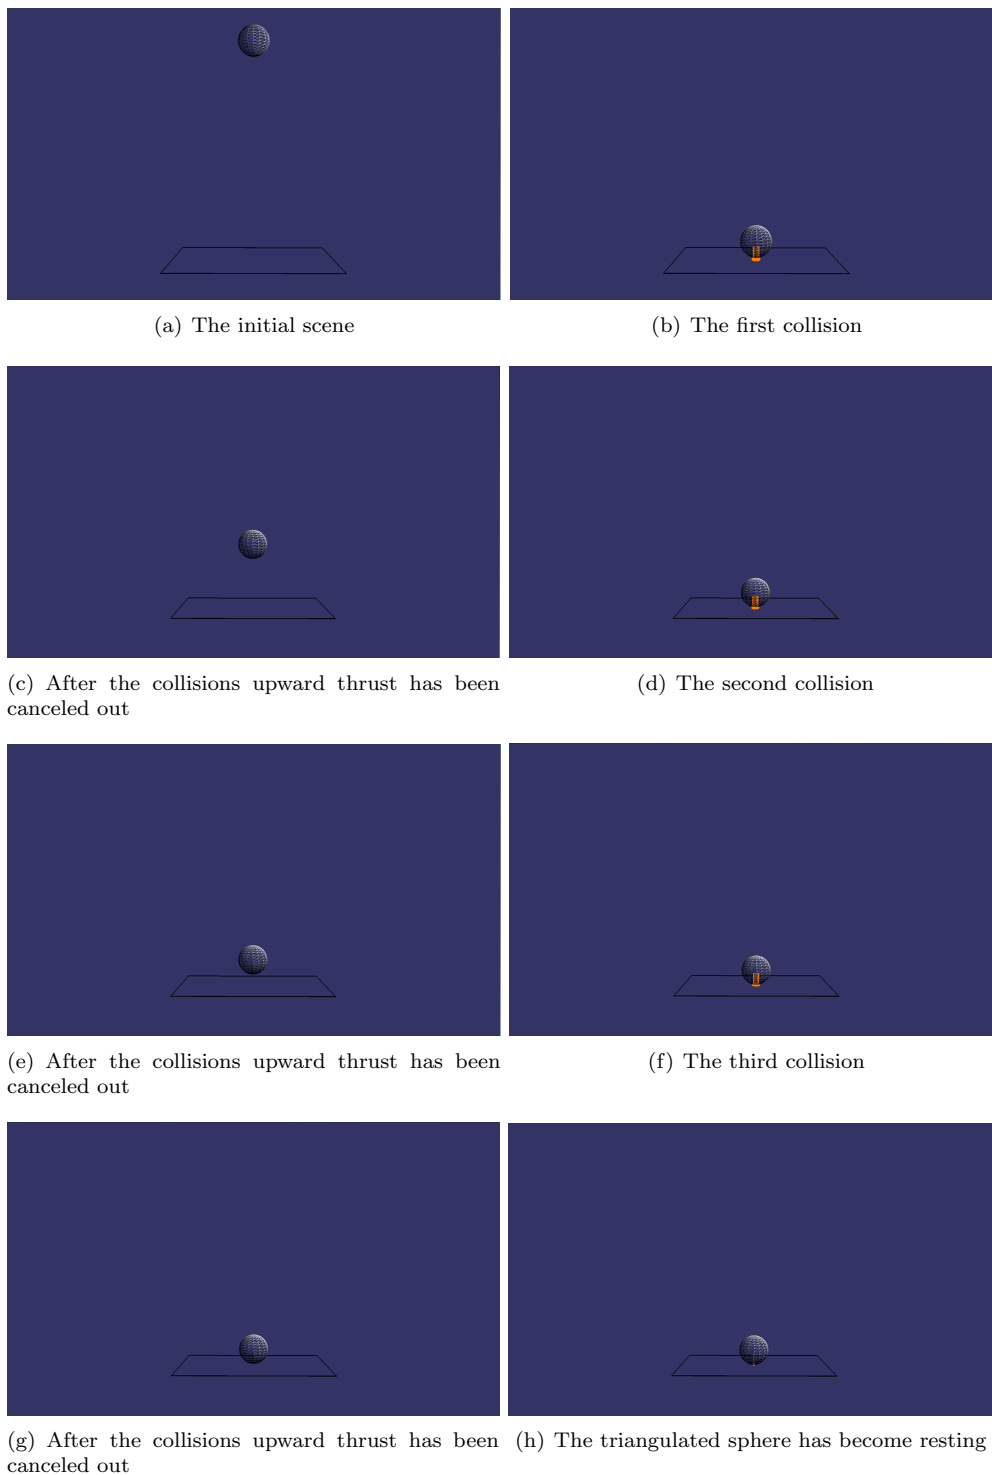 (a) The initial scene
(b) The first collision
(c) After the collisions upward thrust has been
canceled out
(d) The second collision
(e) After the collisions upward thrust has been
canceled out
(f) The third collision
(g) After the collisions upward thrust has been
canceled out
(h) The triangulated sphere has become resting